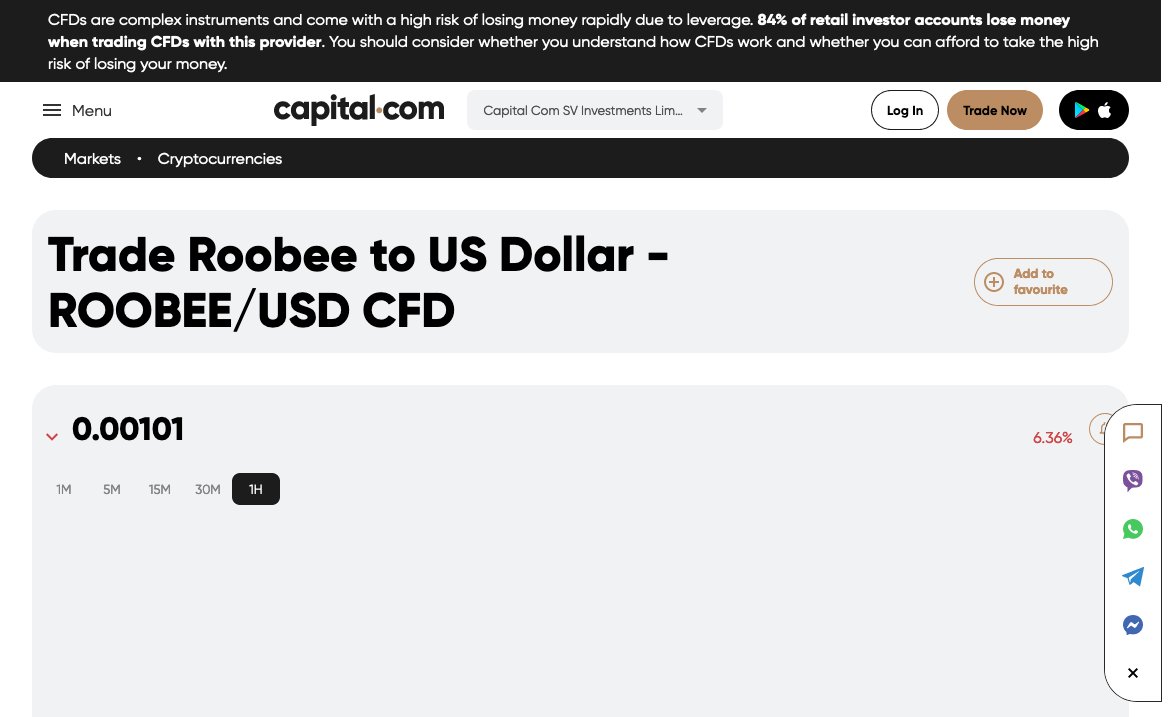 CFDs are complex instruments and come with a high risk of losing money rapidly due to leverage. 84% of retail investor accounts lose money
when trading CFDs with this provider. You should consider whether you understand how CFDs work and whether you can afford to take the high
risk of losing your money.
Menu
capital.com
Capital Com SV Investments Lim...
Log In
Trade Now
Markets • Cryptocurrencies
Trade Roobee to US Dollar -
ROOBEE/USD CFD
Add to
favourite
0.00101
6.36%
1M 5M 15M 30M 1H